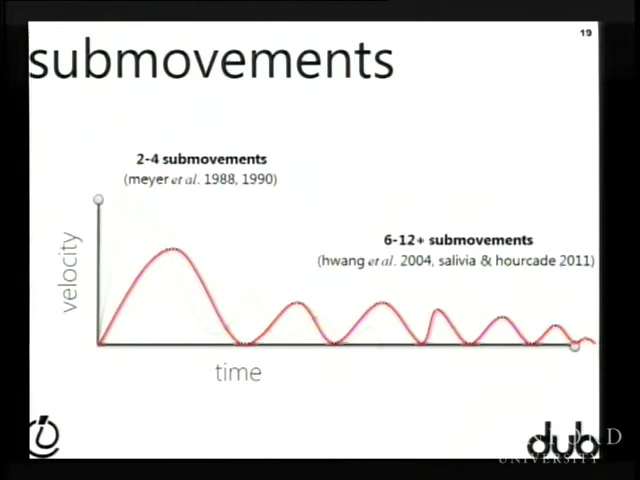 19
submovements
2-4 submovements
(meyer et al. 1988, 1990)
6-12+ submovements
(hwang et al. 2004, salivia & hourcade 2011)
velocity
time
dub
UNIVERSITY